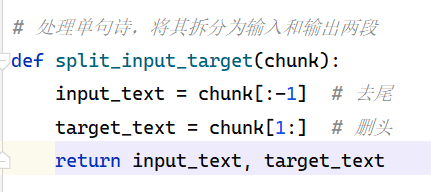 # 处理单句诗，将其拆分为输入和输出两段
def split_input_target(chunk):
    input_text = chunk[:-1]  # 去尾
    target_text = chunk[1:]  # 删头
    return input_text, target_text